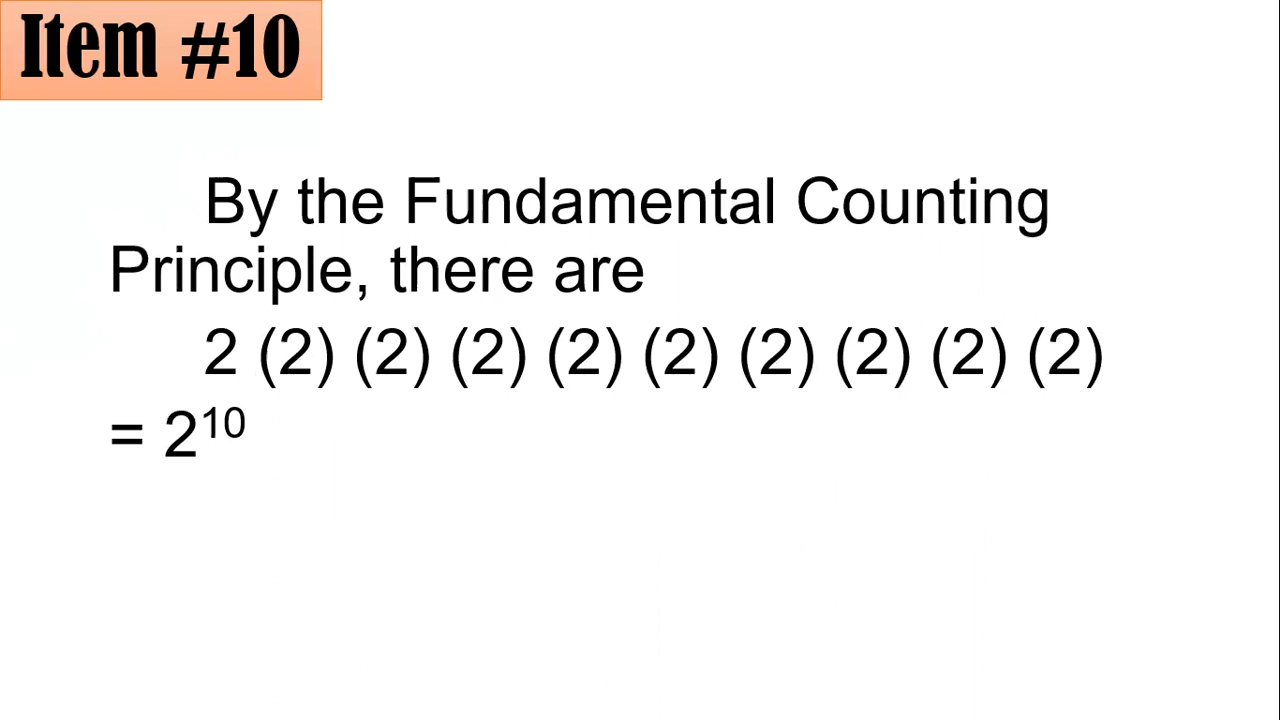 Item #10
By the Fundamental Counting
Principle, there are
2 (2) (2) (2) (2) (2) (2) (2) (2) (2)
= 2¹⁰